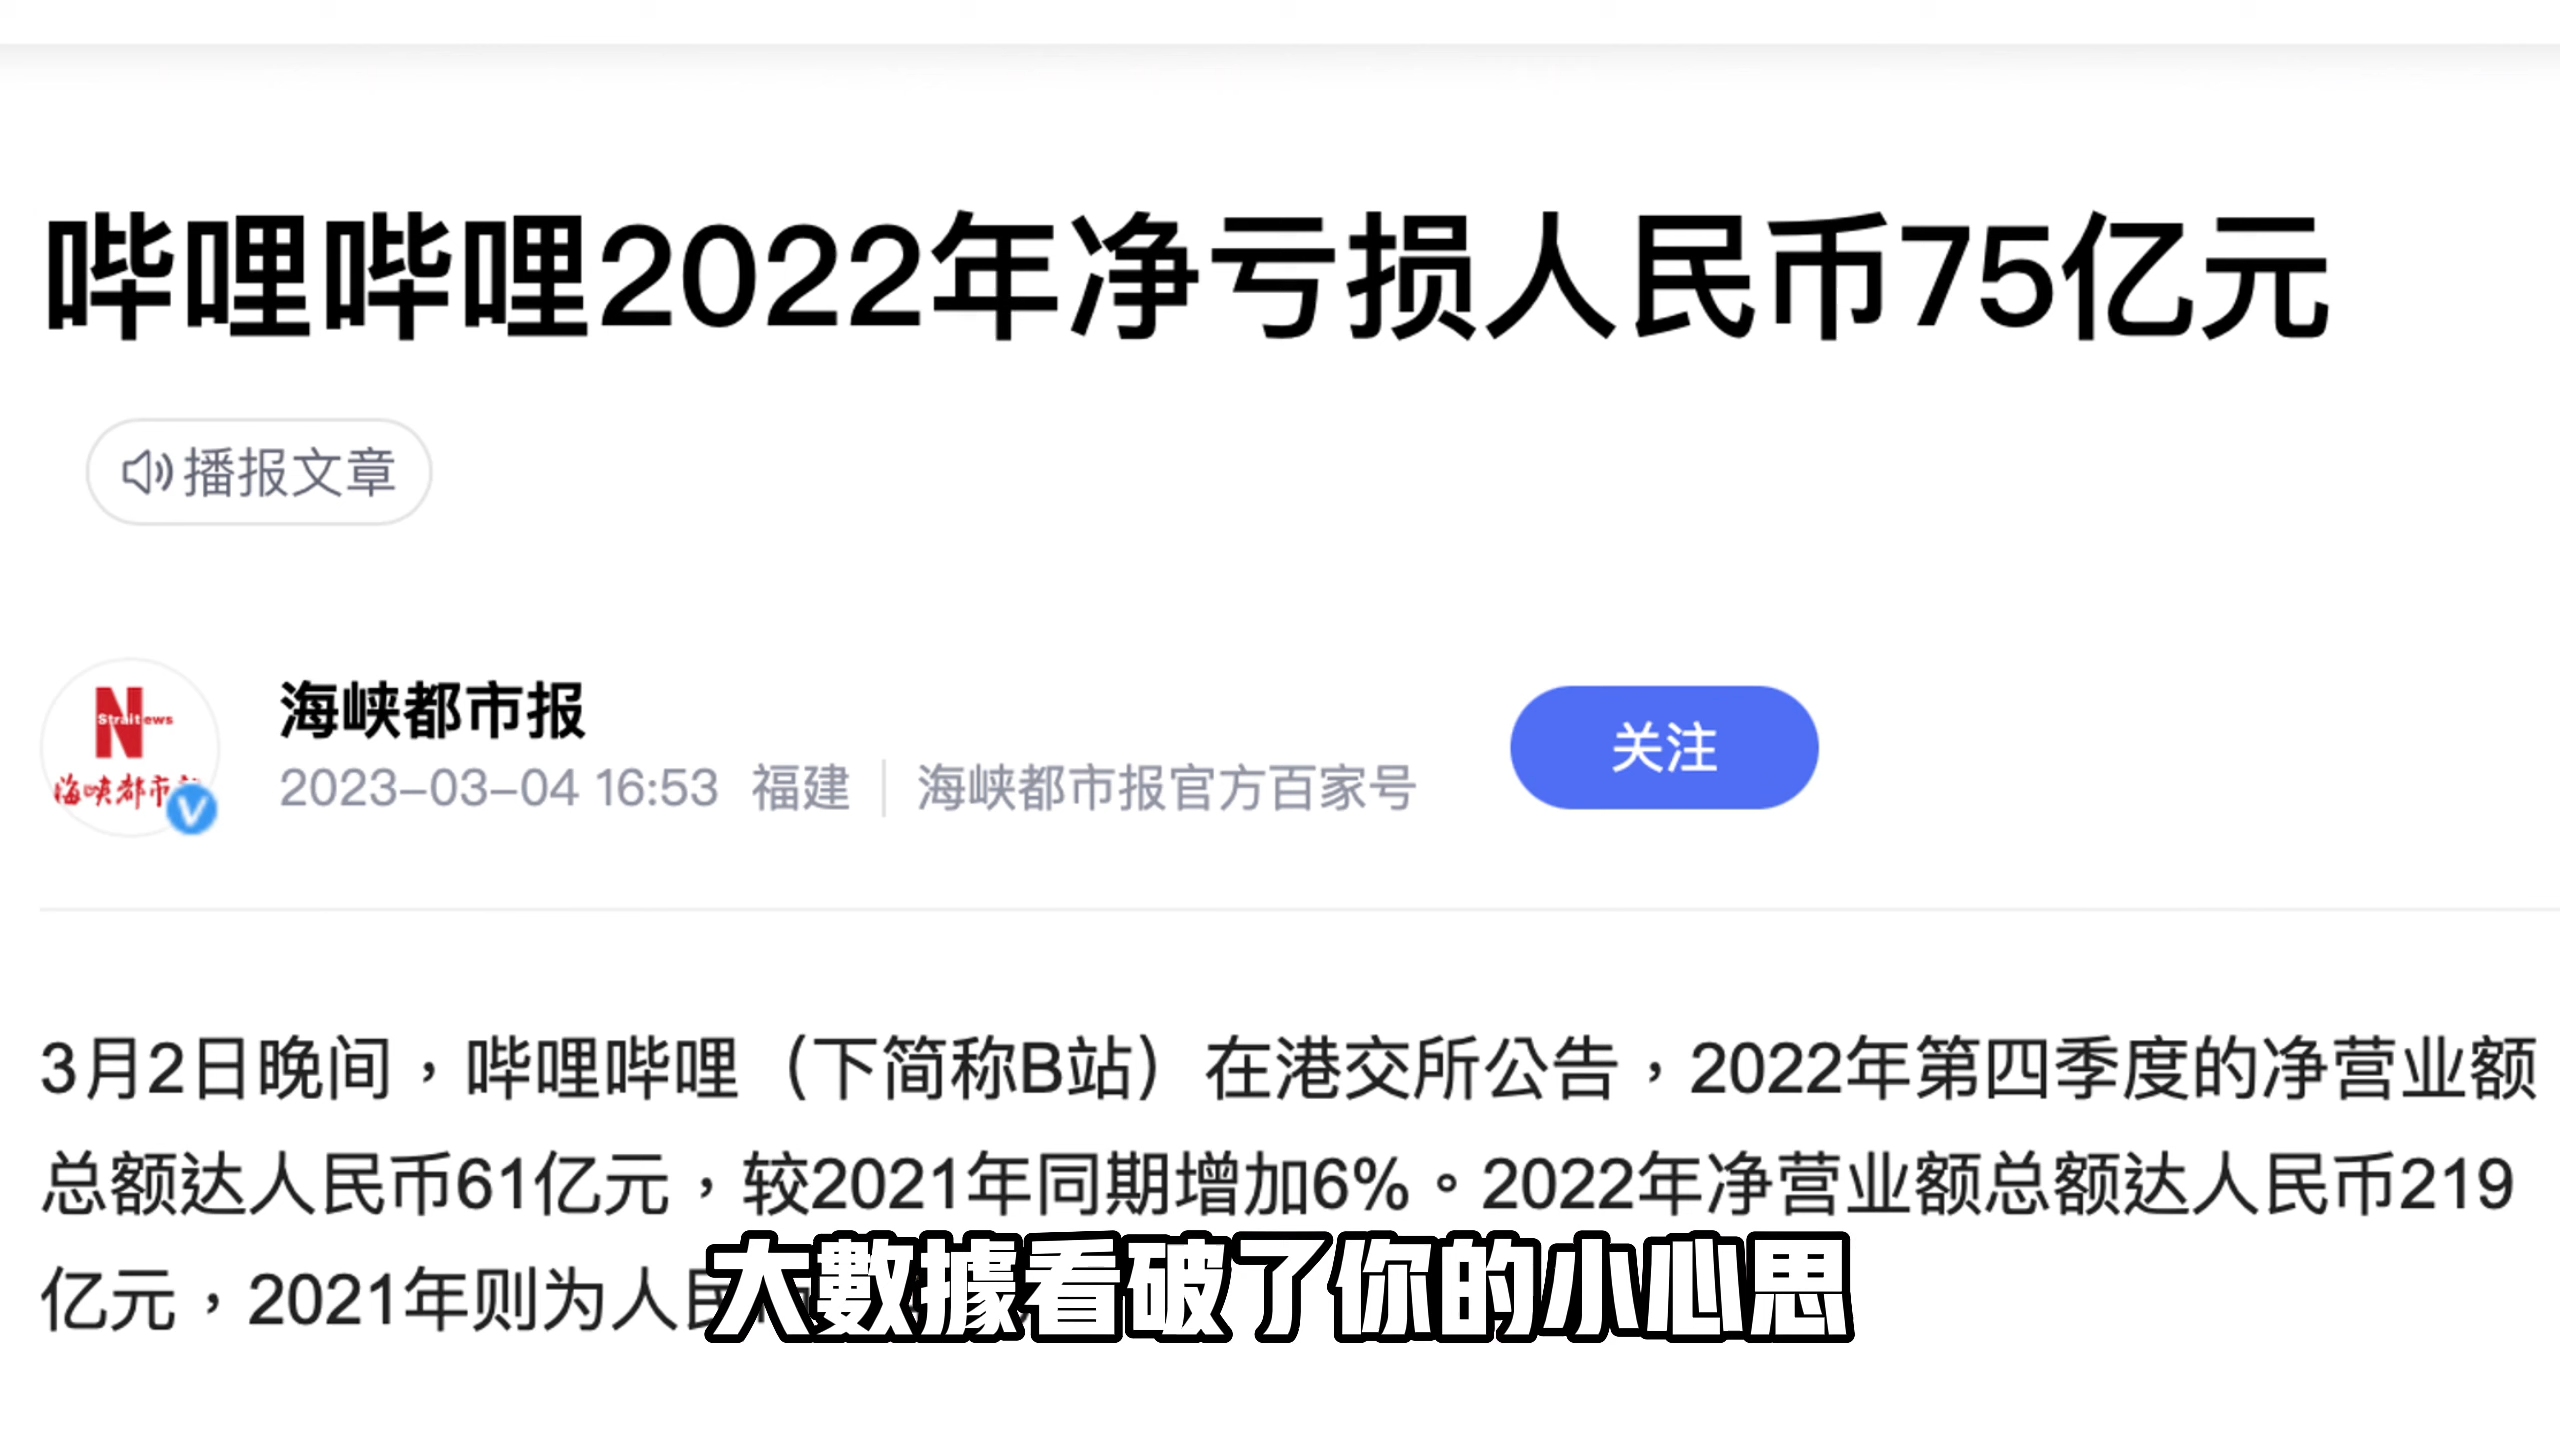 哔哩哔哩2022年净亏损人民币75亿元
播报文章
N
Straitnews
海峡都市
V
海峡都市报
2023-03-04 16:53 福建 海峡都市报官方百家号
关注
3月2日晚间，哔哩哔哩（下简称B站）在港交所公告，2022年第四季度的净营业额
总额达人民币61亿元，较2021年同期增加6%。2022年净营业额总额达人民币219
亿元，2021年则为人民
大數據看破了你的小心思